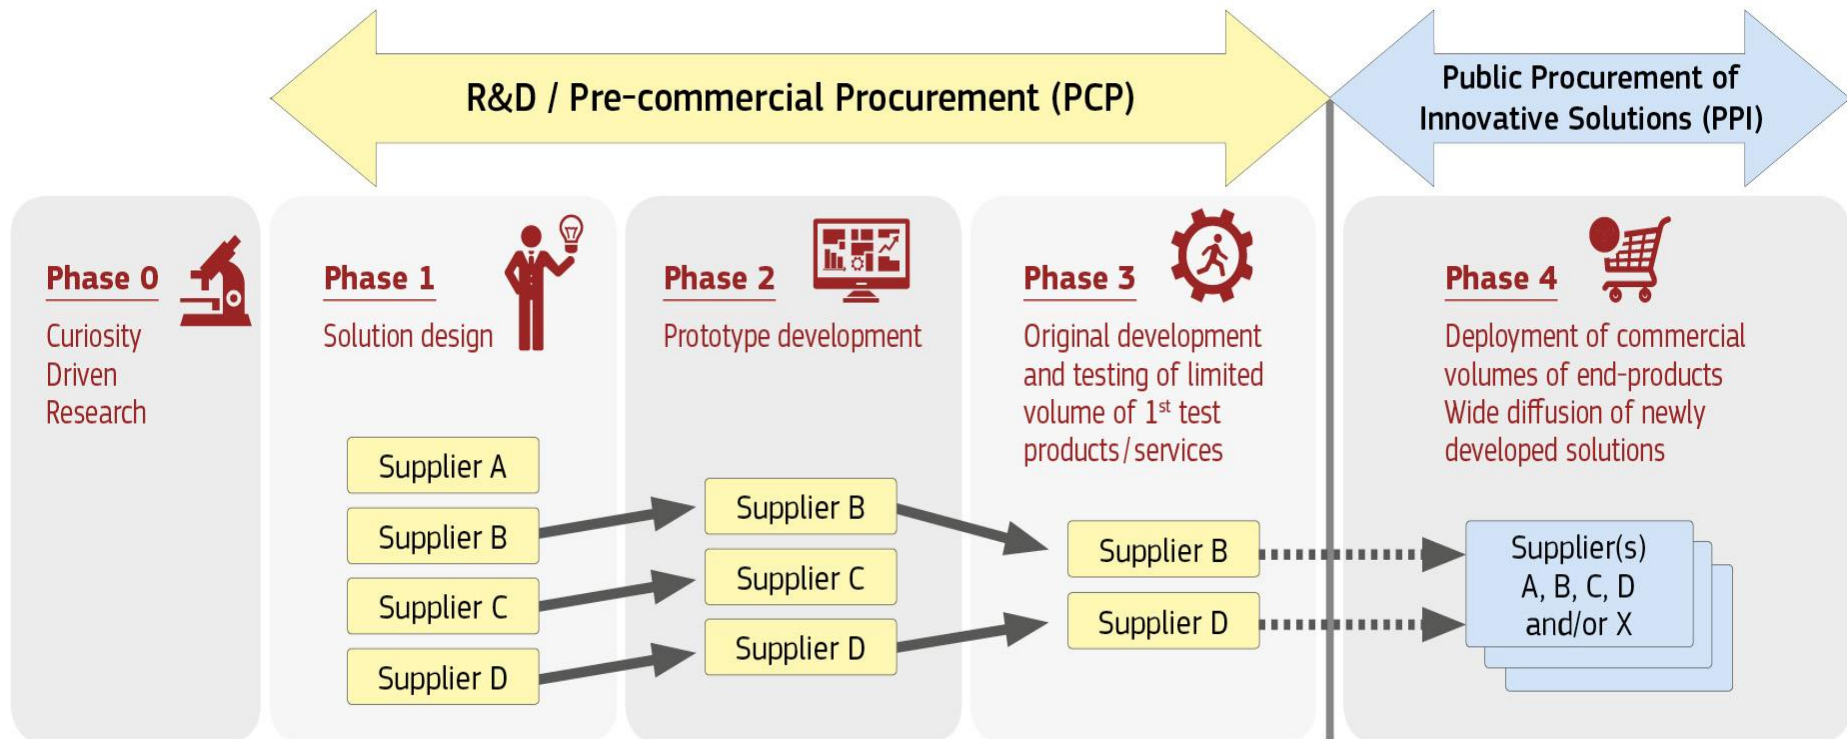 R&D / Pre-commercial Procurement (PCP)
Public Procurement of
Innovative Solutions (PPI)
Phase 0
Curiosity
Driven
Research
Phase 1
Solution design
Supplier A
Supplier B
Supplier C
Supplier D
Phase 2
Prototype development
Supplier B
Supplier C
Supplier D
Phase 3
Original development
and testing of limited
volume of 1st test
products/services
Supplier B
Supplier D
Phase 4
Deployment of commercial
volumes of end-products
Wide diffusion of newly
developed solutions
Supplier(s)
A, B, C, D
and/or X